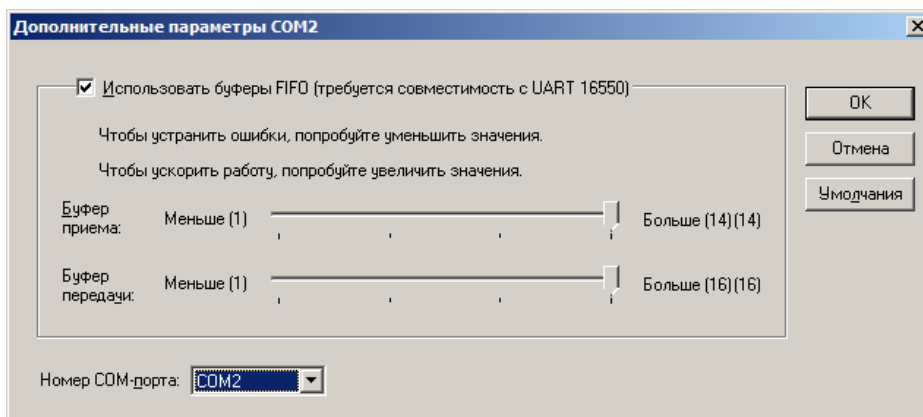 Дополнительные параметры COM2
Использовать буферы FIFO (требуется совместимость с UART 16550)
OK
Чтобы устранить ошибки, попробуйте уменьшить значения.
Отмена
Чтобы ускорить работу, попробуйте увеличить значения.
Умолчания
Буфер
приема:
Меньше (1)
Больше (14)(14)
Буфер
передачи:
Меньше (1)
Больше (16)(16)
Номер COM-порта: COM2